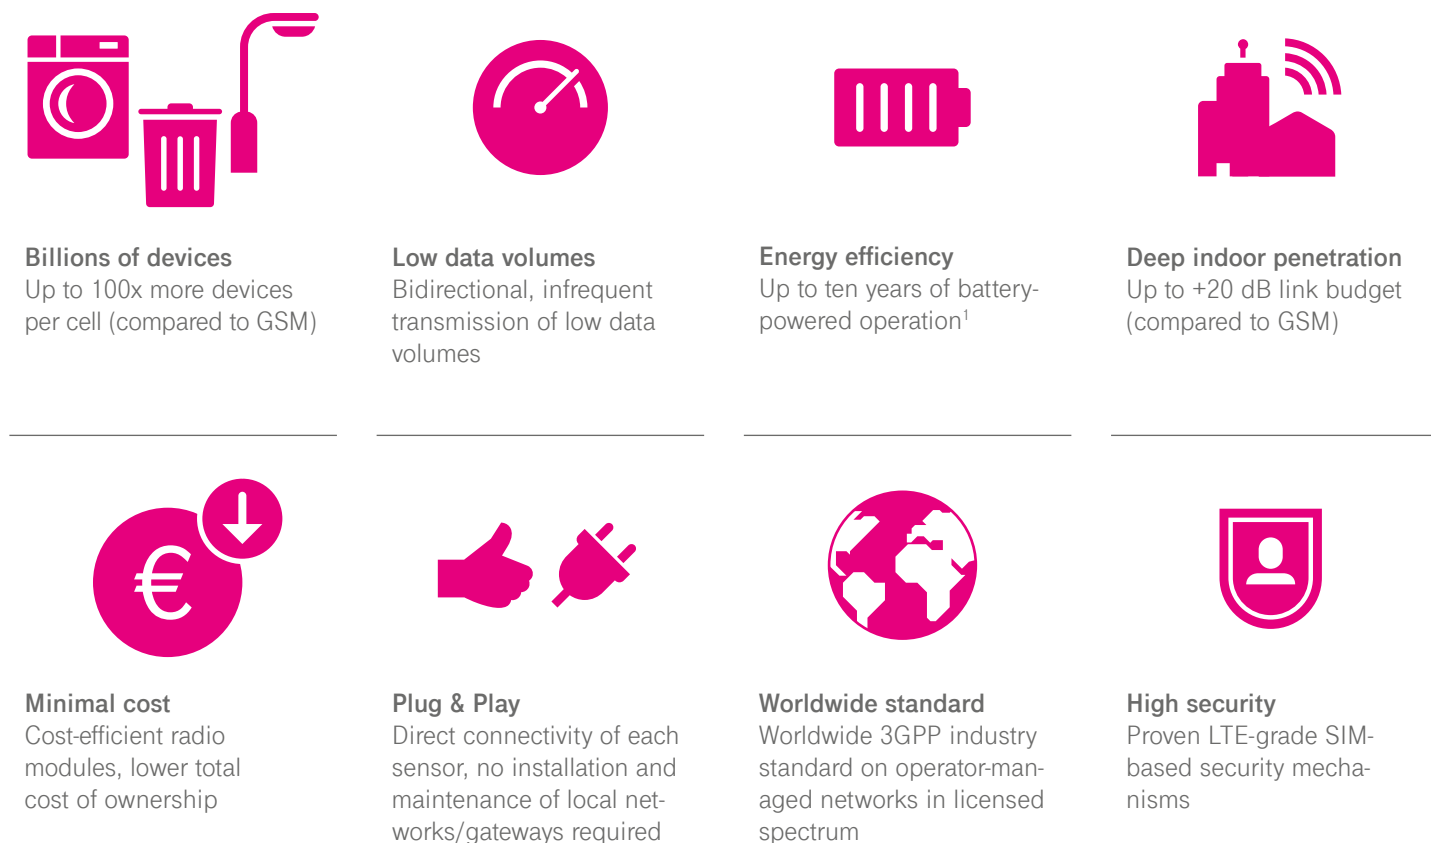 Billions of devices
Up to 100x more devices
per cell (compared to GSM)
Low data volumes
Bidirectional, infrequent
transmission of low data
volumes
Energy efficiency
Up to ten years of battery-
powered operation¹
Deep indoor penetration
Up to +20 dB link budget
(compared to GSM)
€
Minimal cost
Cost-efficient radio
modules, lower total
cost of ownership
Plug & Play
Direct connectivity of each
sensor, no installation and
maintenance of local net-
works/gateways required
Worldwide standard
Worldwide 3GPP industry
standard on operator-man-
aged networks in licensed
spectrum
High security
Proven LTE-grade SIM-
based security mecha-
nisms